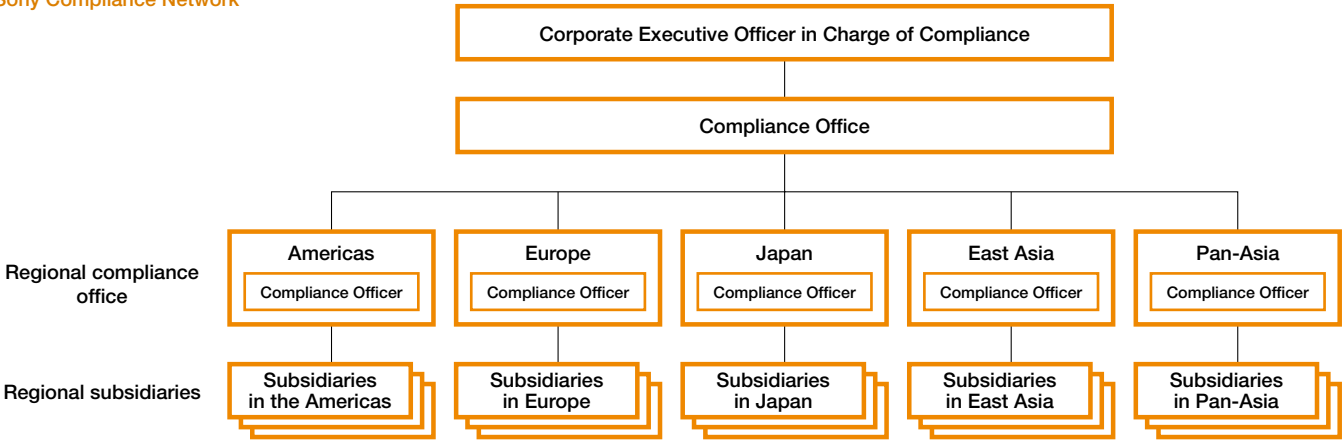 Sony Compliance Network
Corporate Executive Officer in Charge of Compliance
Compliance Office
Regional compliance
office
Americas
Compliance Officer
Europe
Compliance Officer
Japan
Compliance Officer
East Asia
Compliance Officer
Pan-Asia
Compliance Officer
Regional subsidiaries
Subsidiaries
in the Americas
Subsidiaries
in Europe
Subsidiaries
in Japan
Subsidiaries
in East Asia
Subsidiaries
in Pan-Asia